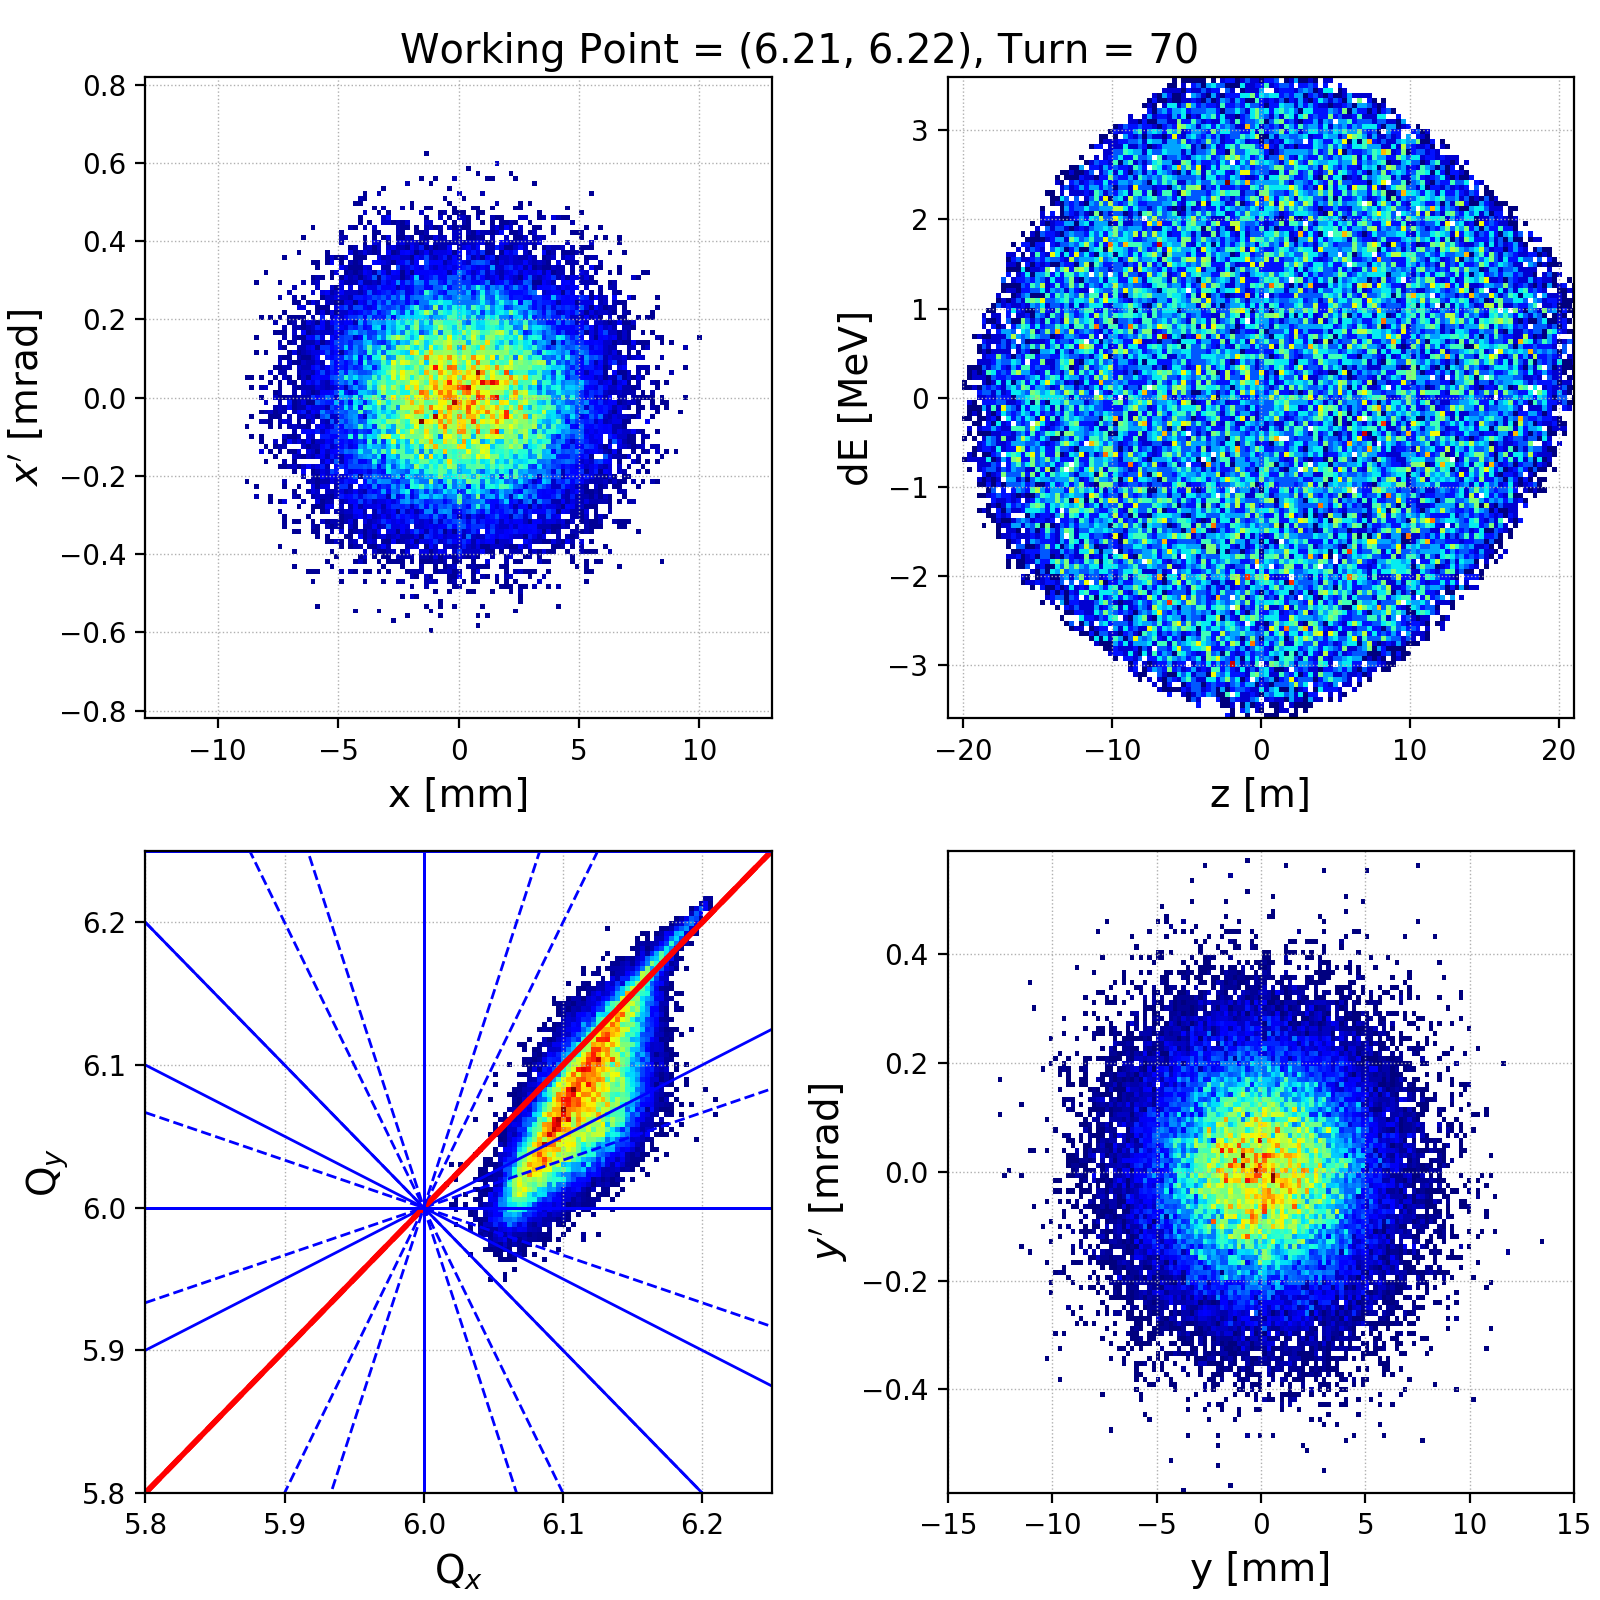 Working Point = (6.21, 6.22), Turn = 70
0.8
0.6
0.4
0.2
0.0
−0.2
−0.4
−0.6
−0.8
x′ [mrad]
−10 −5 0 5 10
x [mm]
3
2
1
0
−1
−2
−3
dE [MeV]
−20 −10 0 10 20
z [m]
6.2
6.1
6.0
5.9
5.8
Qy
5.8 5.9 6.0 6.1 6.2
Qx
0.4
0.2
0.0
−0.2
−0.4
y′ [mrad]
−15 −10 −5 0 5 10 15
y [mm]